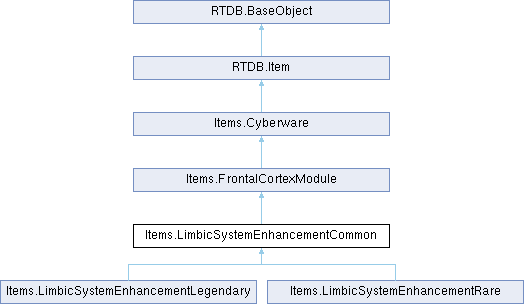 RTDB.BaseObject
RTDB.Item
Items.Cyberware
Items.FrontalCortexModule
Items.LimbicSystemEnhancementCommon
Items.LimbicSystemEnhancementLegendary
Items.LimbicSystemEnhancementRare